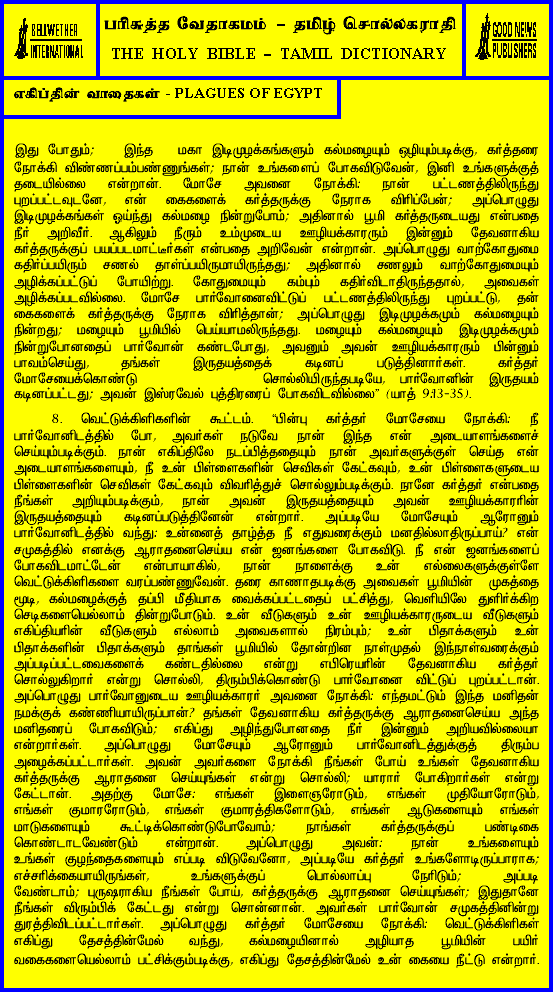 BELLWETHER
INTERNATIONAL
பரிசுத்த வேதாகமம் – தமிழ் சொல்லகராதி
THE HOLY BIBLE – TAMIL DICTIONARY
GOOD NEWS
PUBLISHERS
எகிப்தின் வாதைகள் - PLAGUES OF EGYPT
இது போதும்; இந்த மகா இடிமுழக்கங்களும் கல்மழையும் ஒழியும்படிக்கு, கர்த்தரை
நோக்கி விண்ணப்பம்பண்ணுங்கள்; நான் உங்களைப் போகவிடுவேன், இனி உங்களுக்குத்
தடையில்லை என்றான். மோசே அவனை நோக்கி: நான் பட்டணத்திலிருந்து
புறப்பட்டவுடனே, என் கைகளைக் கர்த்தருக்கு நேராக விரிப்பேன்; அப்பொழுது
இடிமுழக்கங்கள் ஓய்ந்து கல்மழை நின்றுபோம்; அதினால் பூமி கர்த்தருடையது என்பதை
நீர் அறிவீர். ஆகிலும் நீரும் உம்முடைய ஊழியக்காரரும் இன்னும் தேவனாகிய
கர்த்தருக்குப் பயப்படமாட்டீர்கள் என்பதை அறிவேன் என்றான். அப்பொழுது வாற்கோதுமை
கதிர்ப்பயிரும் சணல் தாள்ப்பயிருமாயிருந்தது; அதினால் சணலும் வாற்கோதுமையும்
அழிக்கப்பட்டுப் போயிற்று. கோதுமையும் கம்பும் கதிர்விடாதிருந்ததால், அவைகள்
அழிக்கப்படவில்லை. மோசே பார்வோனைவிட்டுப் பட்டணத்திலிருந்து புறப்பட்டு, தன்
கைகளைக் கர்த்தருக்கு நேராக விரித்தான்; அப்பொழுது இடிமுழக்கமும் கல்மழையும்
நின்றது; மழையும் பூமியில் பெய்யாமலிருந்தது. மழையும் கல்மழையும் இடிமுழக்கமும்
நின்றுபோனதைப் பார்வோன் கண்டபோது, அவனும் அவன் ஊழியக்காரரும் பின்னும்
பாவம்செய்து, தங்கள் இருதயத்தைக் கடினப் படுத்தினார்கள். கர்த்தர்
மோசேயைக்கொண்டு சொல்லியிருந்தபடியே, பார்வோனின் இருதயம்
கடினப்பட்டது; அவன் இஸ்ரவேல் புத்திரரைப் போகவிடவில்லை” (யாத் 9:13-35).
8. வெட்டுக்கிளிகளின் கூட்டம். “பின்பு கர்த்தர் மோசேயை நோக்கி: நீ
பார்வோனிடத்தில் போ, அவர்கள் நடுவே நான் இந்த என் அடையாளங்களைச்
செய்யும்படிக்கும். நான் எகிப்திலே நடப்பித்ததையும் நான் அவர்களுக்குள் செய்த என்
அடையாளங்களையும், நீ உன் பிள்ளைகளின் செவிகள் கேட்கவும், உன் பிள்ளைகளுடைய
பிள்ளைகளின் செவிகள் கேட்கவும் விவரித்துச் சொல்லும்படிக்கும். நானே கர்த்தர் என்பதை
நீங்கள் அறியும்படிக்கும், நான் அவன் இருதயத்தையும் அவன் ஊழியக்காரரின்
இருதயத்தையும் கடினப்படுத்தினேன் என்றார். அப்படியே மோசேயும் ஆரோனும்
பார்வோனிடத்தில் வந்து: உன்னைத் தாழ்த்த நீ எதுவரைக்கும் மனதில்லாதிருப்பாய்? என்
சமுகத்தில் எனக்கு ஆராதனைசெய்ய என் ஜனங்களை போகவிடு. நீ என் ஜனங்களைப்
போகவிடமாட்டேன் என்பாயாகில், நான் நாளைக்கு உன் எல்லைகளுக்குள்ளே
வெட்டுக்கிளிகளை வரப்பண்ணுவேன். தரை காணாதபடிக்கு அவைகள் பூமியின் முகத்தை
மூடி, கல்மழைக்குத் தப்பி மீதியாக வைக்கப்பட்டதைப் பட்சித்து, வெளியிலே துளிர்க்கிற
செடிகளையெல்லாம் தின்றுபோடும். உன் வீடுகளும் உன் ஊழியக்காரருடைய வீடுகளும்
எகிப்தியரின் வீடுகளும் எல்லாம் அவைகளால் நிரம்பும்; உன் பிதாக்களும் உன்
பிதாக்களின் பிதாக்களும் தாங்கள் பூமியில் தோன்றின நாள்முதல் இந்நாள்வரைக்கும்
அப்படிப்பட்டவைகளைக் கண்டதில்லை என்று எபிரெயரின் தேவனாகிய கர்த்தர்
சொல்லுகிறார் என்று சொல்லி, திரும்பிக்கொண்டு பார்வோனை விட்டுப் புறப்பட்டான்.
அப்பொழுது பார்வோனுடைய ஊழியக்காரர் அவனை நோக்கி: எந்தமட்டும் இந்த மனிதன்
நமக்குக் கண்ணியாயிருப்பான்? தங்கள் தேவனாகிய கர்த்தருக்கு ஆராதனைசெய்ய அந்த
மனிதரைப் போகவிடும்; எகிப்து அழிந்துபோனதை நீர் இன்னும் அறியவில்லையா
என்றார்கள். அப்பொழுது மோசேயும் ஆரோனும் பார்வோனிடத்துக்குத் திரும்ப
அழைக்கப்பட்டார்கள். அவன் அவர்களை நோக்கி நீங்கள் போய் உங்கள் தேவனாகிய
கர்த்தருக்கு ஆராதனை செய்யுங்கள் என்று சொல்லி; யாரார் போகிறார்கள் என்று
கேட்டான். அதற்கு மோசே: எங்கள் இளைஞரோடும், எங்கள் முதியோரோடும்,
எங்கள் குமாரரோடும், எங்கள் குமாரத்திகளோடும், எங்கள் ஆடுகளையும் எங்கள்
மாடுகளையும் கூட்டிக்கொண்டுபோவோம்; நாங்கள் கர்த்தருக்குப் பண்டிகை
கொண்டாடவேண்டும் என்றான். அப்பொழுது அவன்: நான் உங்களையும்
உங்கள் குழந்தைகளையும் எப்படி விடுவேனோ, அப்படியே கர்த்தர் உங்களோடிருப்பாராக;
எச்சரிக்கையாயிருங்கள், உங்களுக்குப் பொல்லாப்பு நேரிடும்; அப்படி
வேண்டாம்; புருஷராகிய நீங்கள் போய், கர்த்தருக்கு ஆராதனை செய்யுங்கள்; இதுதானே
நீங்கள் விரும்பிக் கேட்டது என்று சொன்னான். அவர்கள் பார்வோன் சமுகத்தினின்று
துரத்திவிடப்பட்டார்கள். அப்பொழுது கர்த்தர் மோசேயை நோக்கி: வெட்டுக்கிளிகள்
எகிப்து தேசத்தின்மேல் வந்து, கல்மழையினால் அழியாத பூமியின் பயிர்
வகைகளையெல்லாம் பட்சிக்கும்படிக்கு, எகிப்து தேசத்தின்மேல் உன் கையை நீட்டு என்றார்.